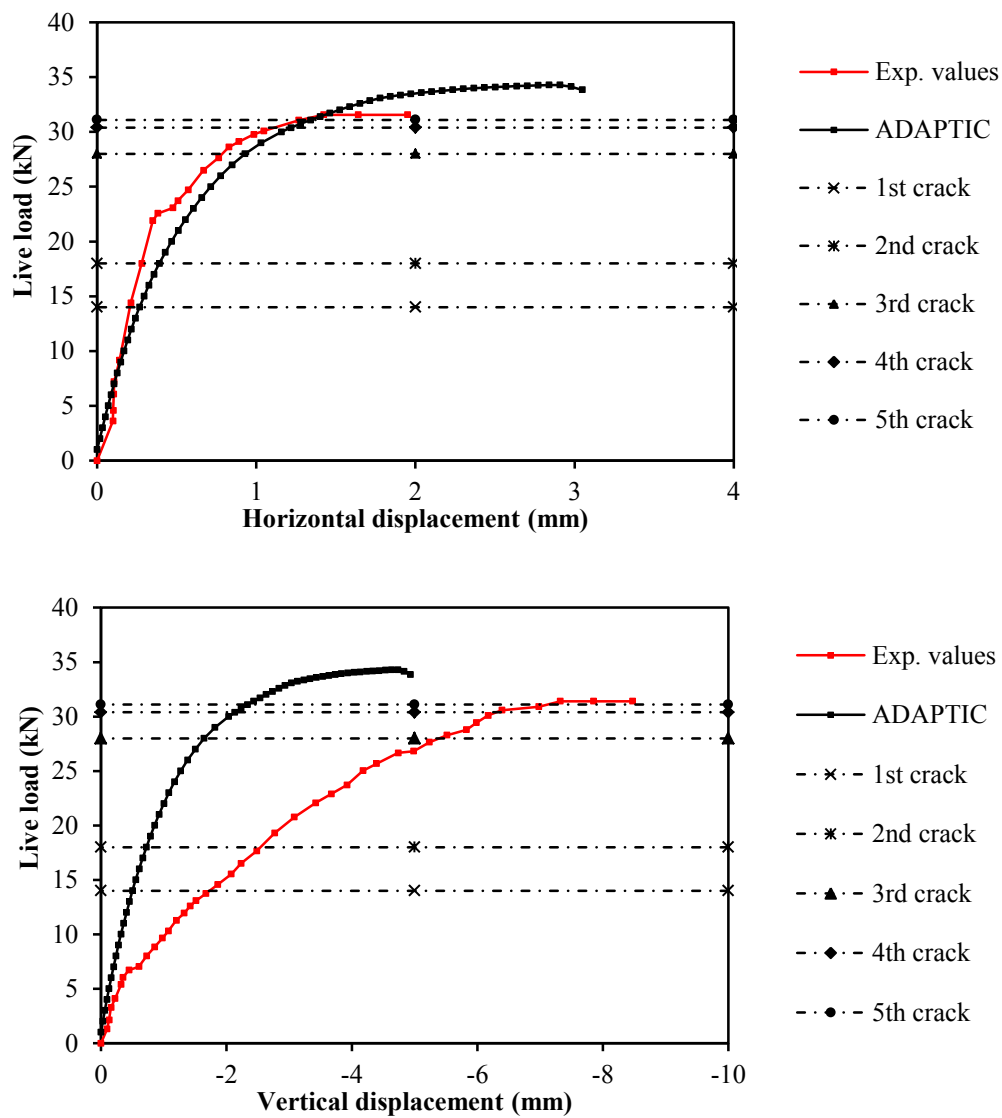 40
35
30
25
20
15
10
5
0
Live load (kN)
0 1 2 3 4
Horizontal displacement (mm)
Exp. values
ADAPTIC
1st crack
2nd crack
3rd crack
4th crack
5th crack
40
35
30
25
20
15
10
5
0
Live load (kN)
0 -2 -4 -6 -8 -10
Vertical displacement (mm)
Exp. values
ADAPTIC
1st crack
2nd crack
3rd crack
4th crack
5th crack